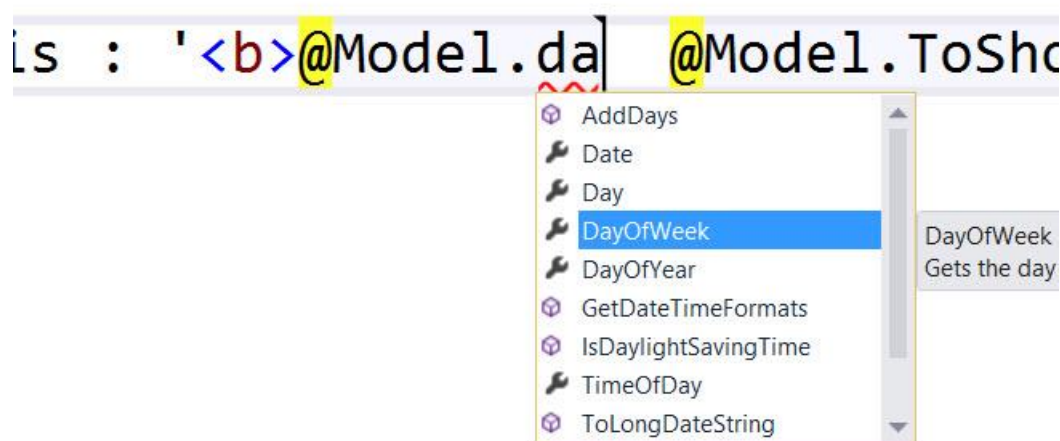 is : '<b>@Model.da @Model.ToSho
AddDays
Date
Day
DayOfWeek
DayOfYear
GetDateTimeFormats
IsDaylightSavingTime
TimeOfDay
ToLongDateString
DayOfWeek
Gets the day